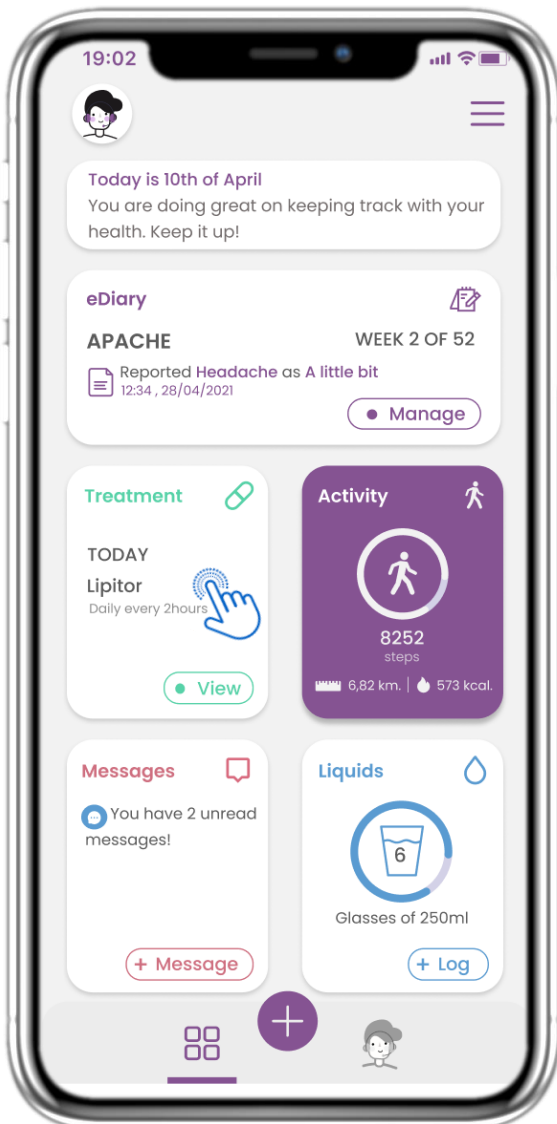 19:02
Today is 10th of April
You are doing great on keeping track with your
health. Keep it up!
eDiary
APACHE
WEEK 2 OF 52
Reported Headache as A little bit
12:34 , 28/04/2021
Manage
Treatment
TODAY
Lipitor
Daily every 2hours
View
Activity
8252
steps
6,82 km.
573 kcal.
Messages
You have 2 unread
messages!
+ Message
Liquids
6
Glasses of 250ml
+ Log